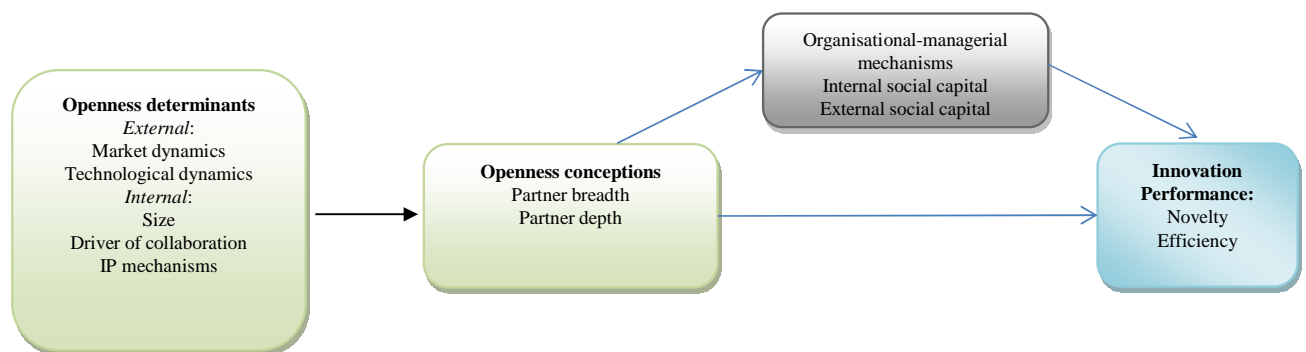 Openness determinants
External:
Market dynamics
Technological dynamics
Internal:
Size
Driver of collaboration
IP mechanisms
Openness conceptions
Partner breadth
Partner depth
Organisational-managerial
mechanisms
Internal social capital
External social capital
Innovation
Performance:
Novelty
Efficiency